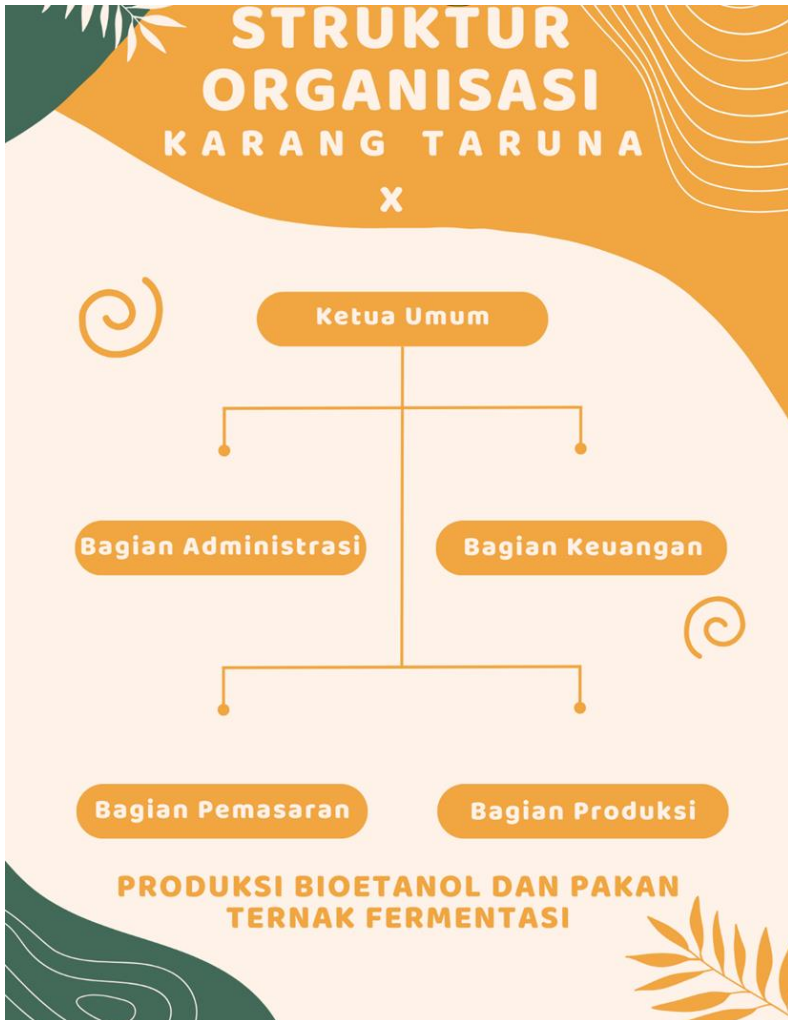 STRUKTUR
ORGANISASI
KARANG TARUNA
X
Ketua Umum
Bagian Administrasi
Bagian Keuangan
Bagian Pemasaran
Bagian Produksi
PRODUKSI BIOETANOL DAN PAKAN
TERNAK FERMENTASI